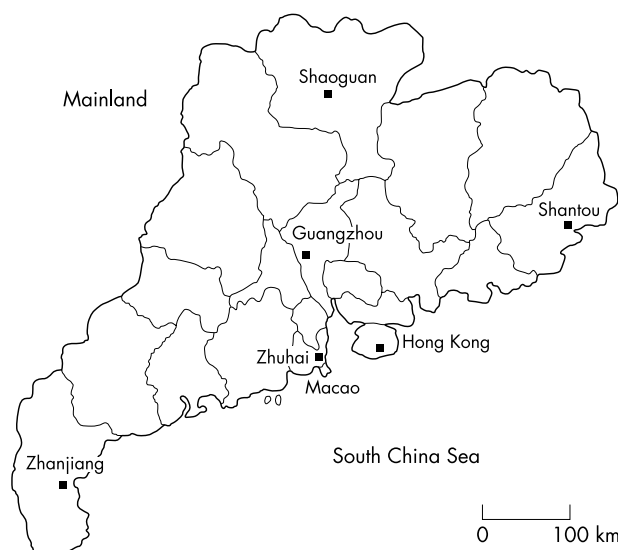 Shaoguan
Mainland
Shantou
Guangzhou
Hong Kong
Zhuhai
Macao
South China Sea
Zhanjiang
0 100 km